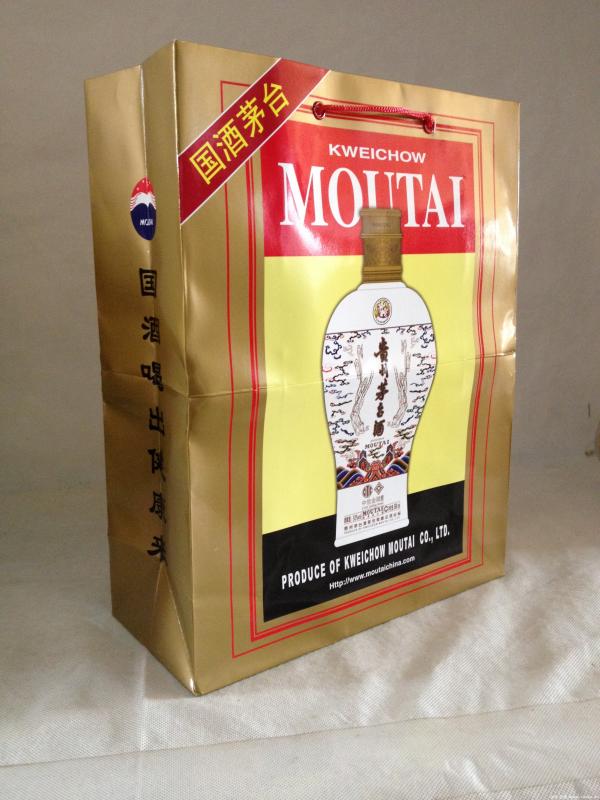 国酒茅台
KWEICHOW
MOUTAI
贵州茅台酒
MOUTAI
MOUTAI
PRODUCE OF KWEICHOW MOUTAI CO., LTD.
Http://www.moutaichina.com
国酒喝出健康来